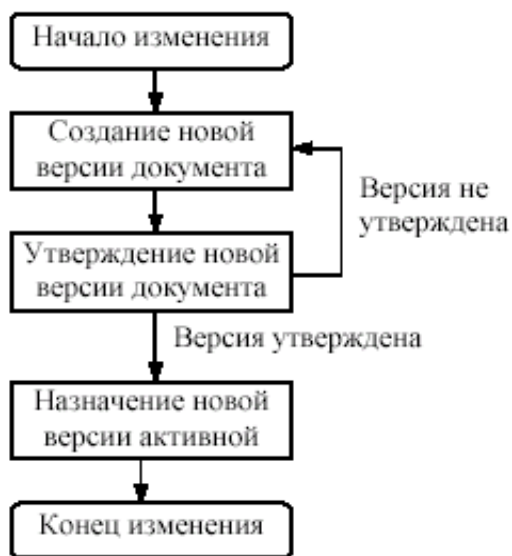 Начало изменения
Создание новой
версии документа
Версия не
утверждена
Утверждение новой
версии документа
Версия утверждена
Назначение новой
версии активной
Конец изменения